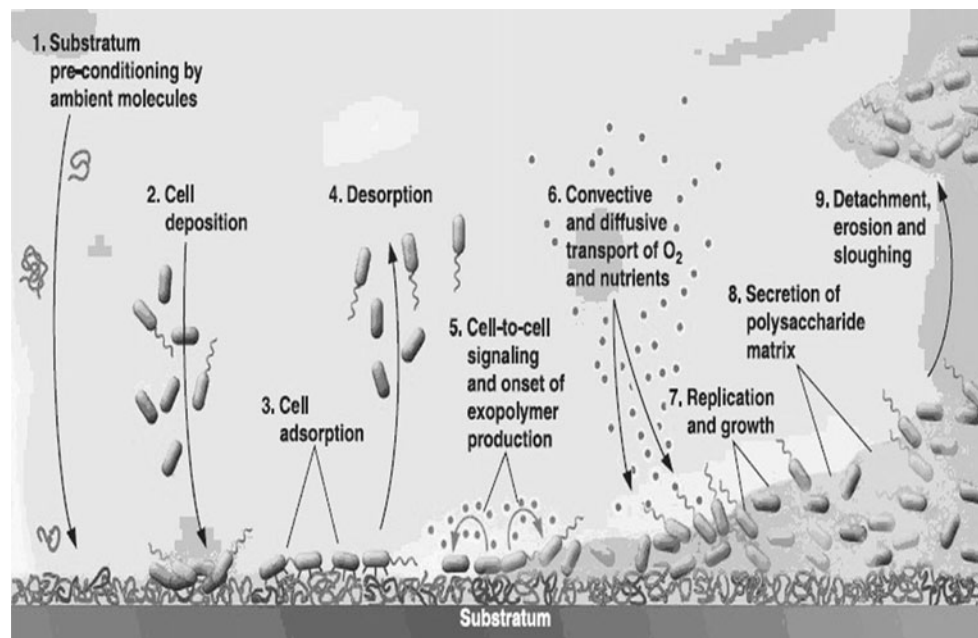 1. Substratum
pre-conditioning by
ambient molecules
2. Cell
deposition
3. Cell
adsorption
4. Desorption
5. Cell-to-cell
signaling
and onset of
exopolymer
production
6. Convective
and diffusive
transport of O₂
and nutrients
7. Replication
and growth
8. Secretion of
polysaccharide
matrix
9. Detachment,
erosion and
sloughing
Substratum